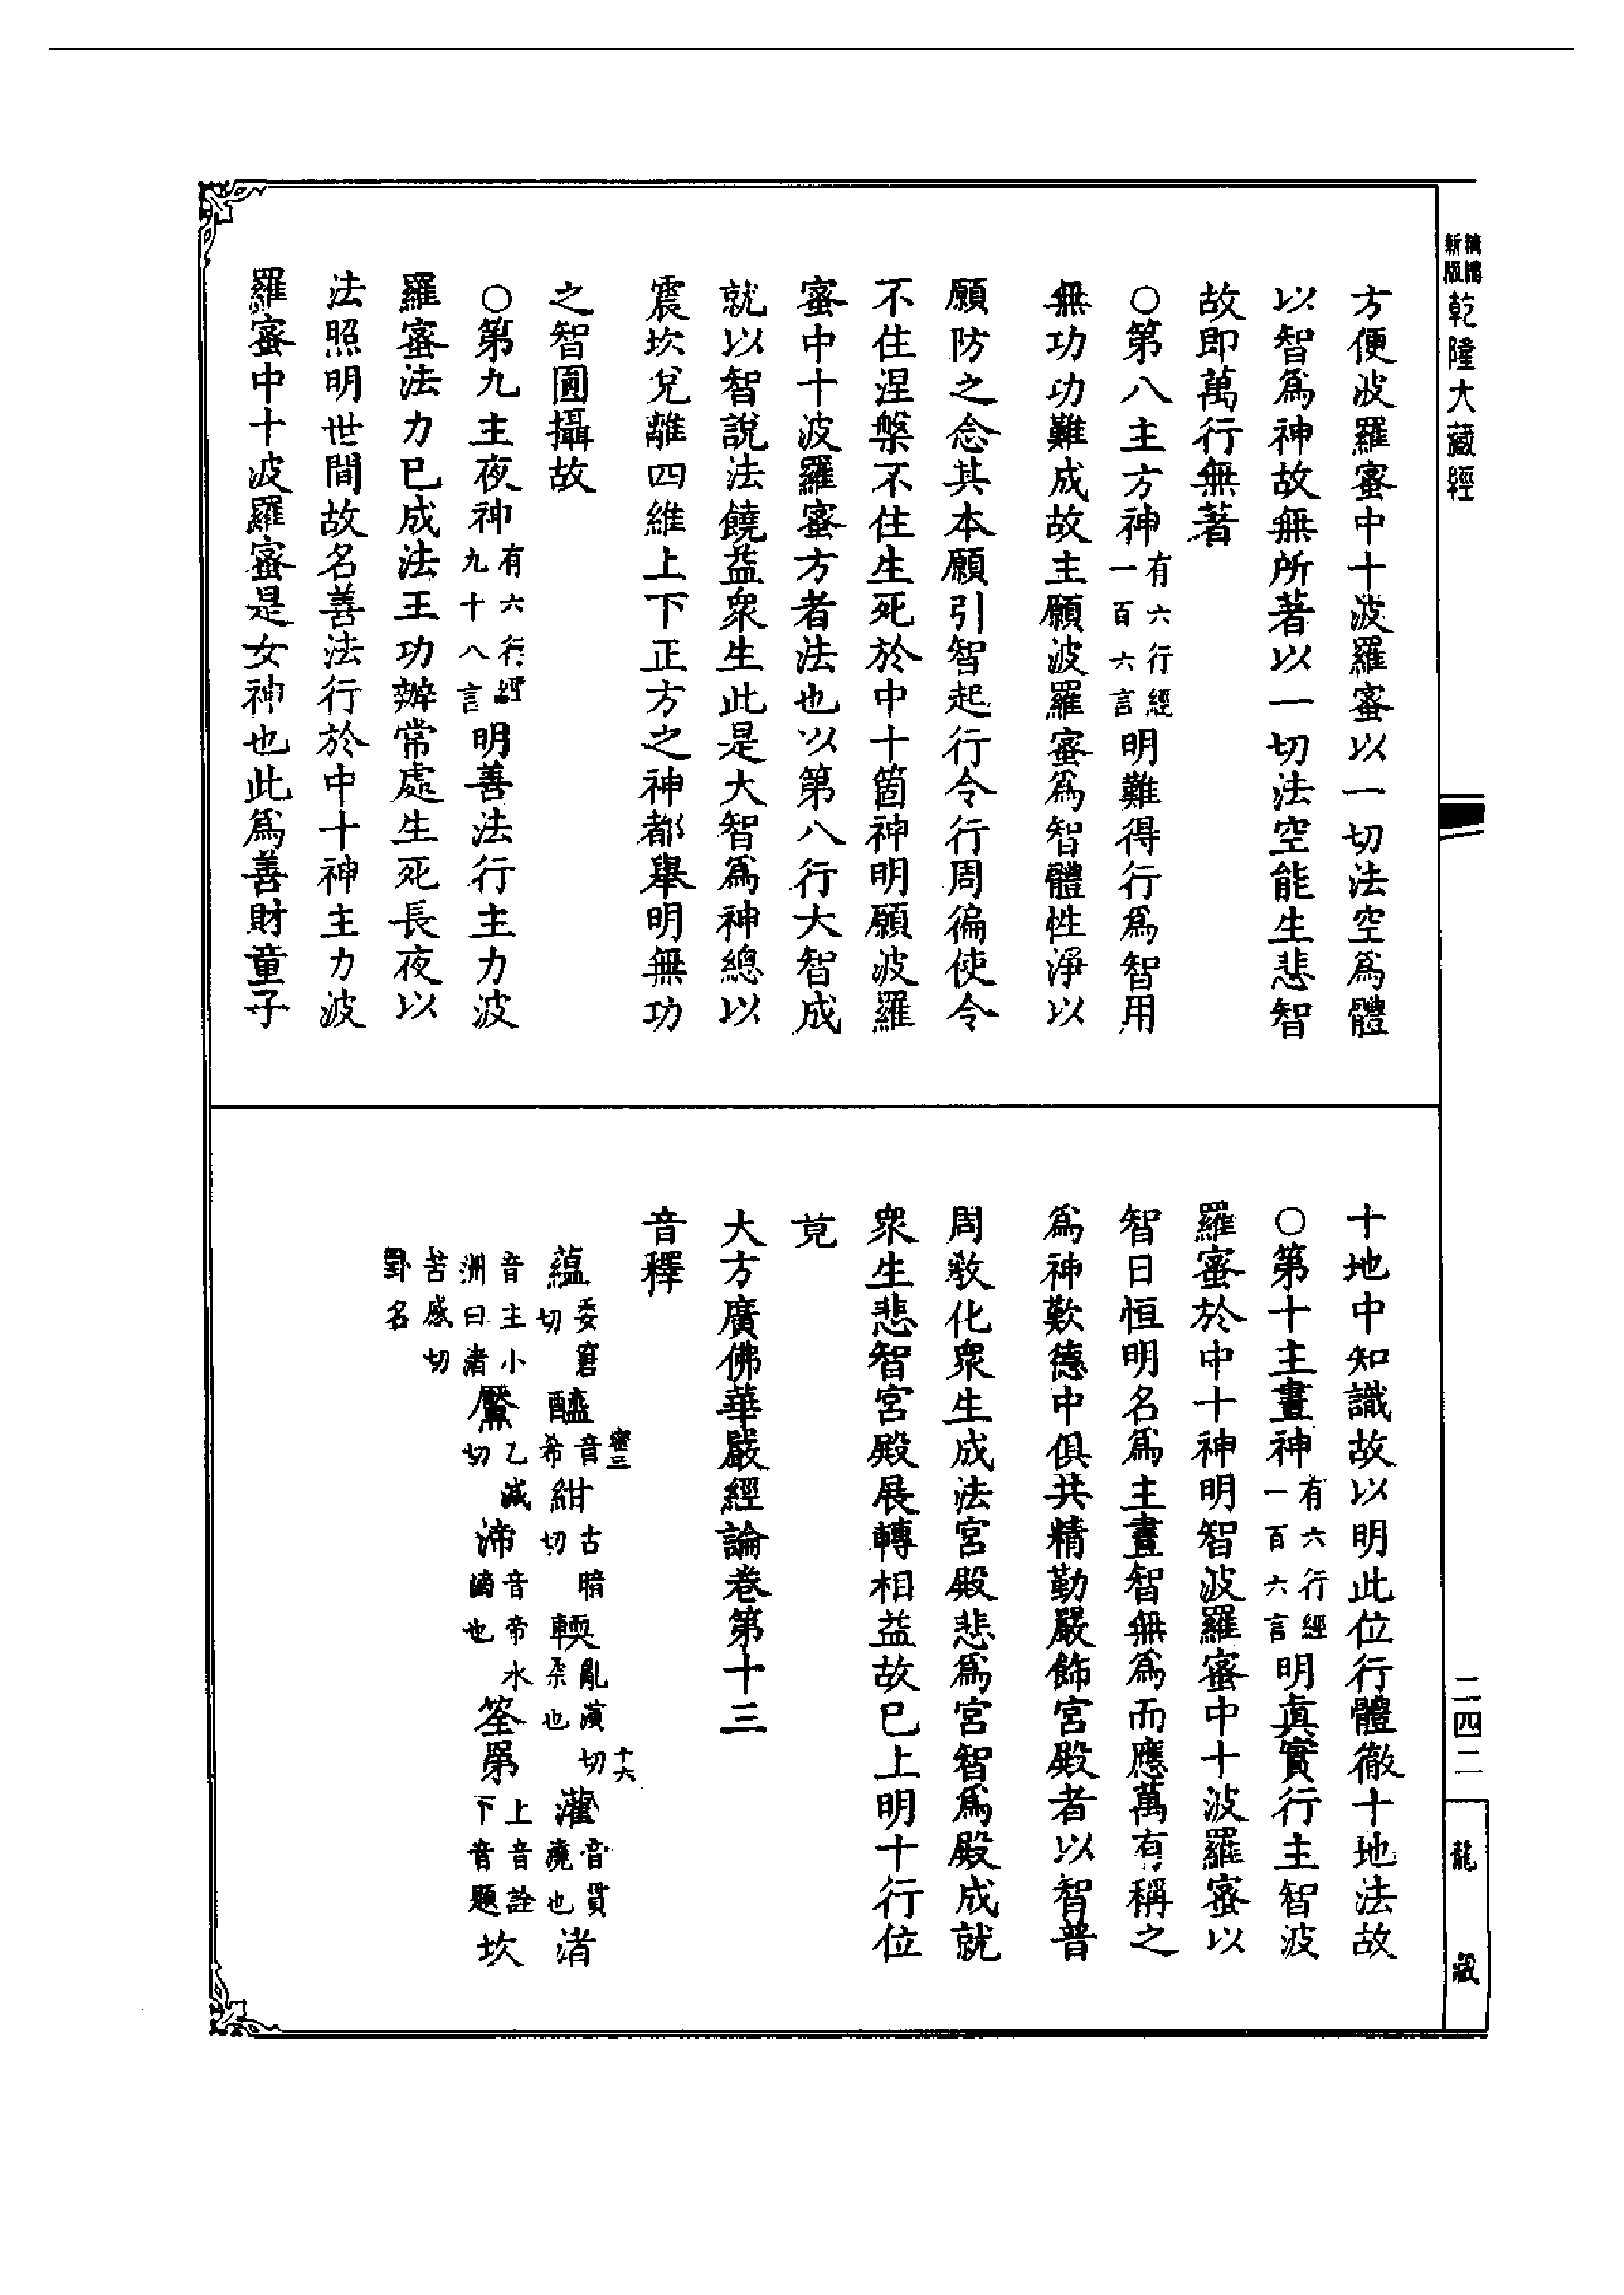 新版
乾隆大藏經
方便波羅蜜中十波羅蜜以一切法空爲體
以智爲神故無所著以一切法空能生悲智
故即萬行無著
○第八主方神有六行經一百六言明難得行爲智用
無功功難成故主願波羅蜜爲智體性淨以
願防之念其本願引智起行令行周徧使令
不住涅槃不住生死於中十箇神明願波羅
蜜中十波羅蜜方者法也以第八行大智成
就以智說法饒益衆生此是大智爲神總以
震坎兌離四維上下正方之神都舉明無功
之智圓攝故
○第九主夜神有六行經九十八言明善法行主力波
羅蜜法力已成法王功辦常處生死長夜以
法照明世間故名善法行於中十神主力波
羅蜜中十波羅蜜是女神也此爲善財童子
十地中知識故以明此位行體徹十地法故
○第十主晝神有六行經一百六言明真實行主智波
羅蜜於中十神明智波羅蜜中十波羅蜜以
智日恒明名爲主晝智無爲而應萬有稱之
爲神歎德中俱共精勤嚴飾宮殿者以智普
周教化衆生成法宮殿悲爲宮智爲殿成就
衆生悲智宮殿展轉相益故已上明十行位
竟
大方廣佛華嚴經論卷第十三
音釋
蘊委窘切 醯音希 紺古暗切 輭乳演切柔也 灌音貫澆也 渚
音主小洲曰渚 黶乙減切 渧音帝水滴也 筌罤上音詮下音題 坎
苦感切
卦名
二四二
龍藏